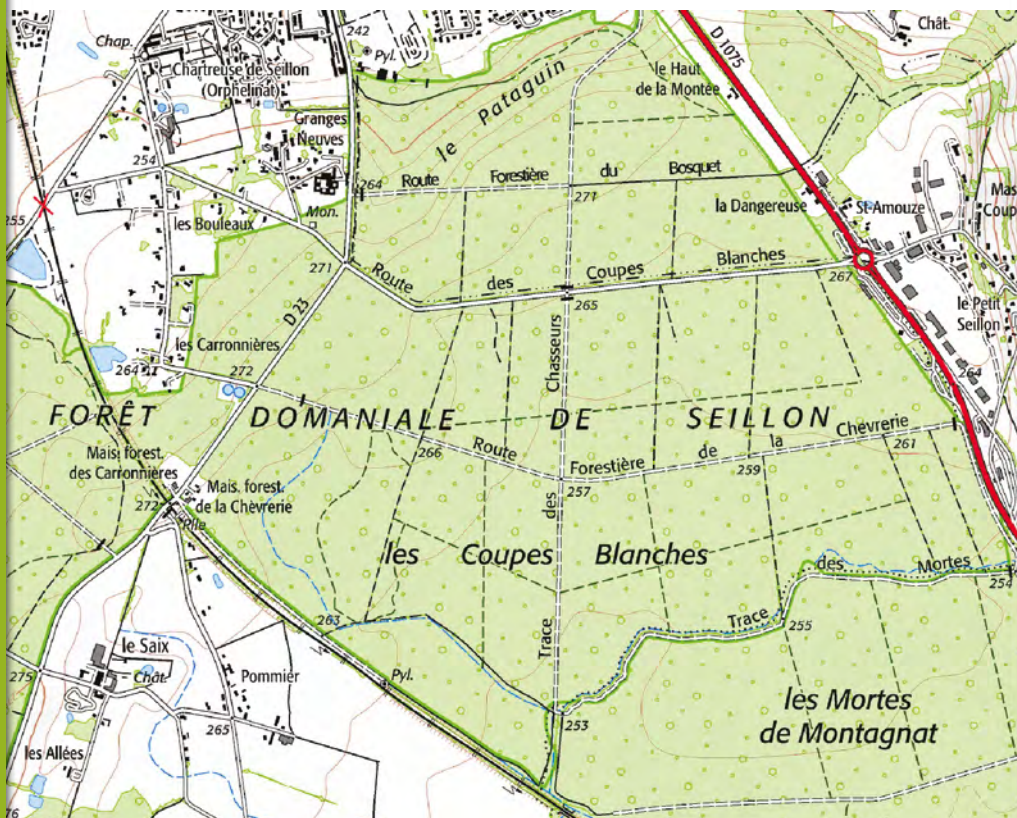 242
Chap.
Pyl.
D 1075
Chât.
Chartreuse de Seillon
(Orphelinat)
le Haut
de la Montée
le Pataguin
Granges
Neuves
254
264
Route Forestière du Bosquet
271
la Dangereuse
St-Amouze
Mas
Coup
255
les Bouleaux
Mon.
271
Route des Coupes Blanches
267
265
D 23
le Petit
Seillon
les Carronnières
264
272
Chasseurs
264
FORÊT DOMANIALE DE SEILLON
Mais. forest.
des Carronnières
266
Route Forestière de la Chèvrerie
261
259
257
Mais. forest.
de la Chèvrerie
272
Pile
des
les Coupes Blanches
Trace des Mortes
254
263
255
Trace
le Saix
Chât.
275
Pommier
Pyl.
265
253
les Mortes
de Montagnat
les Allées
76